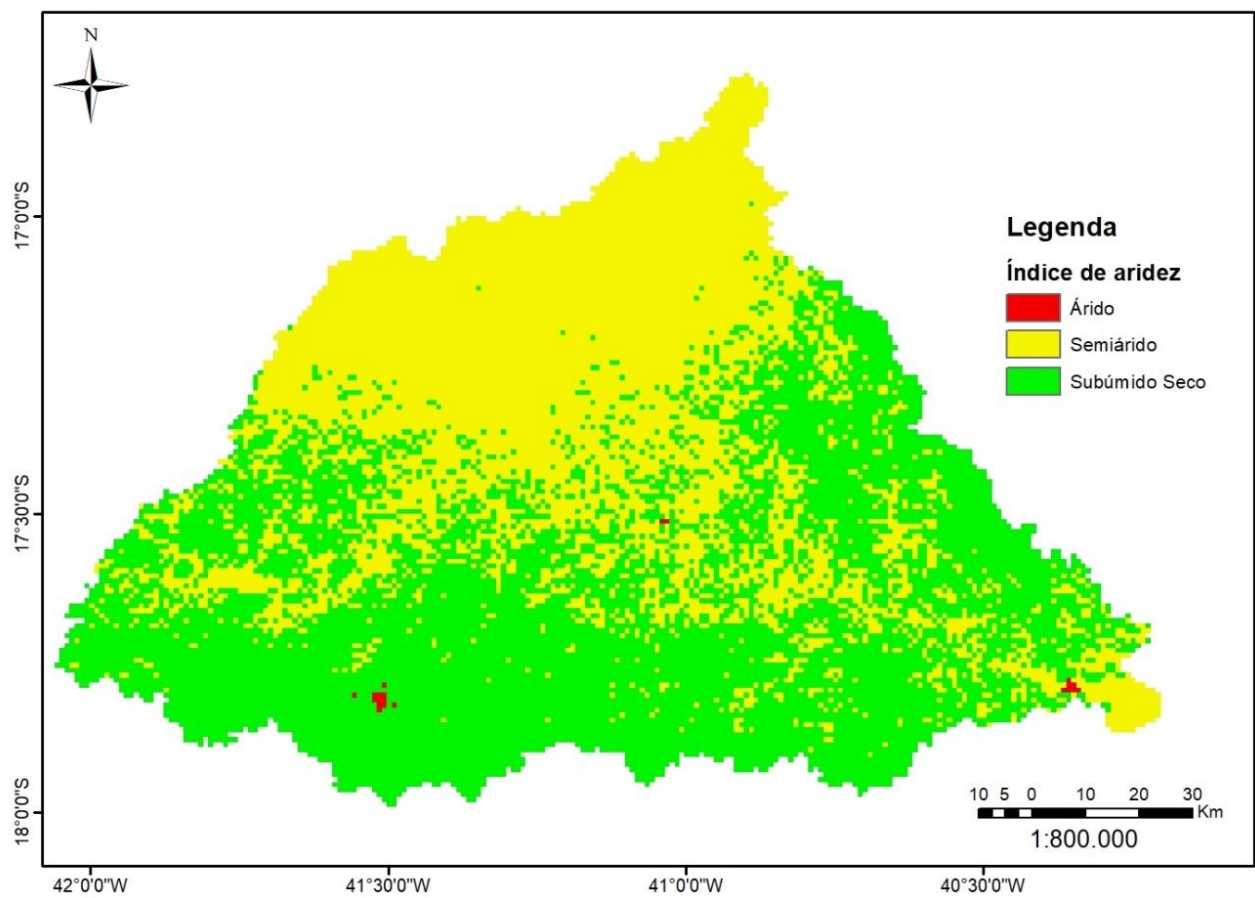 N
17°0'0"S
17°30'0"S
18°0'0"S
Legenda
Índice de aridez
Árido
Semiárido
Subúmido Seco
10 5 0 10 20 30
Km
1:800.000
42°0'0"W
41°30'0"W
41°0'0"W
40°30'0"W